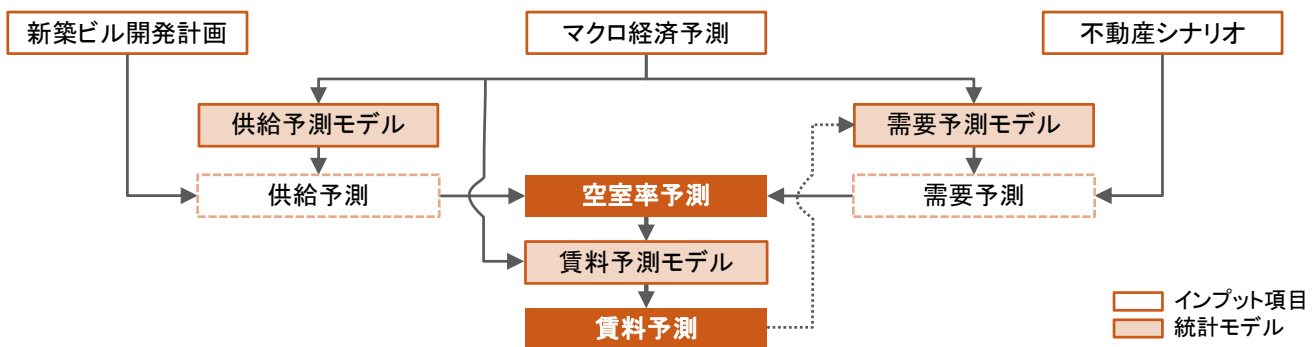 新築ビル開発計画
マクロ経済予測
不動産シナリオ
供給予測モデル
需要予測モデル
供給予測
空室率予測
需要予測
賃料予測モデル
賃料予測
インプット項目
統計モデル